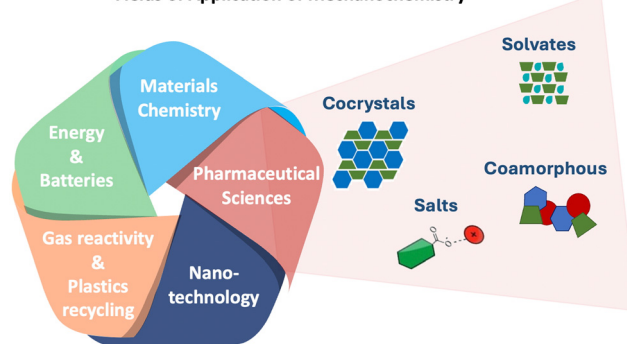 Materials
Chemistry
Energy
&
Batteries
Pharmaceutical
Sciences
Gas reactivity
&
Plastics
recycling
Nano-
technology
Cocrystals
Solvates
Salts
Coamorphous